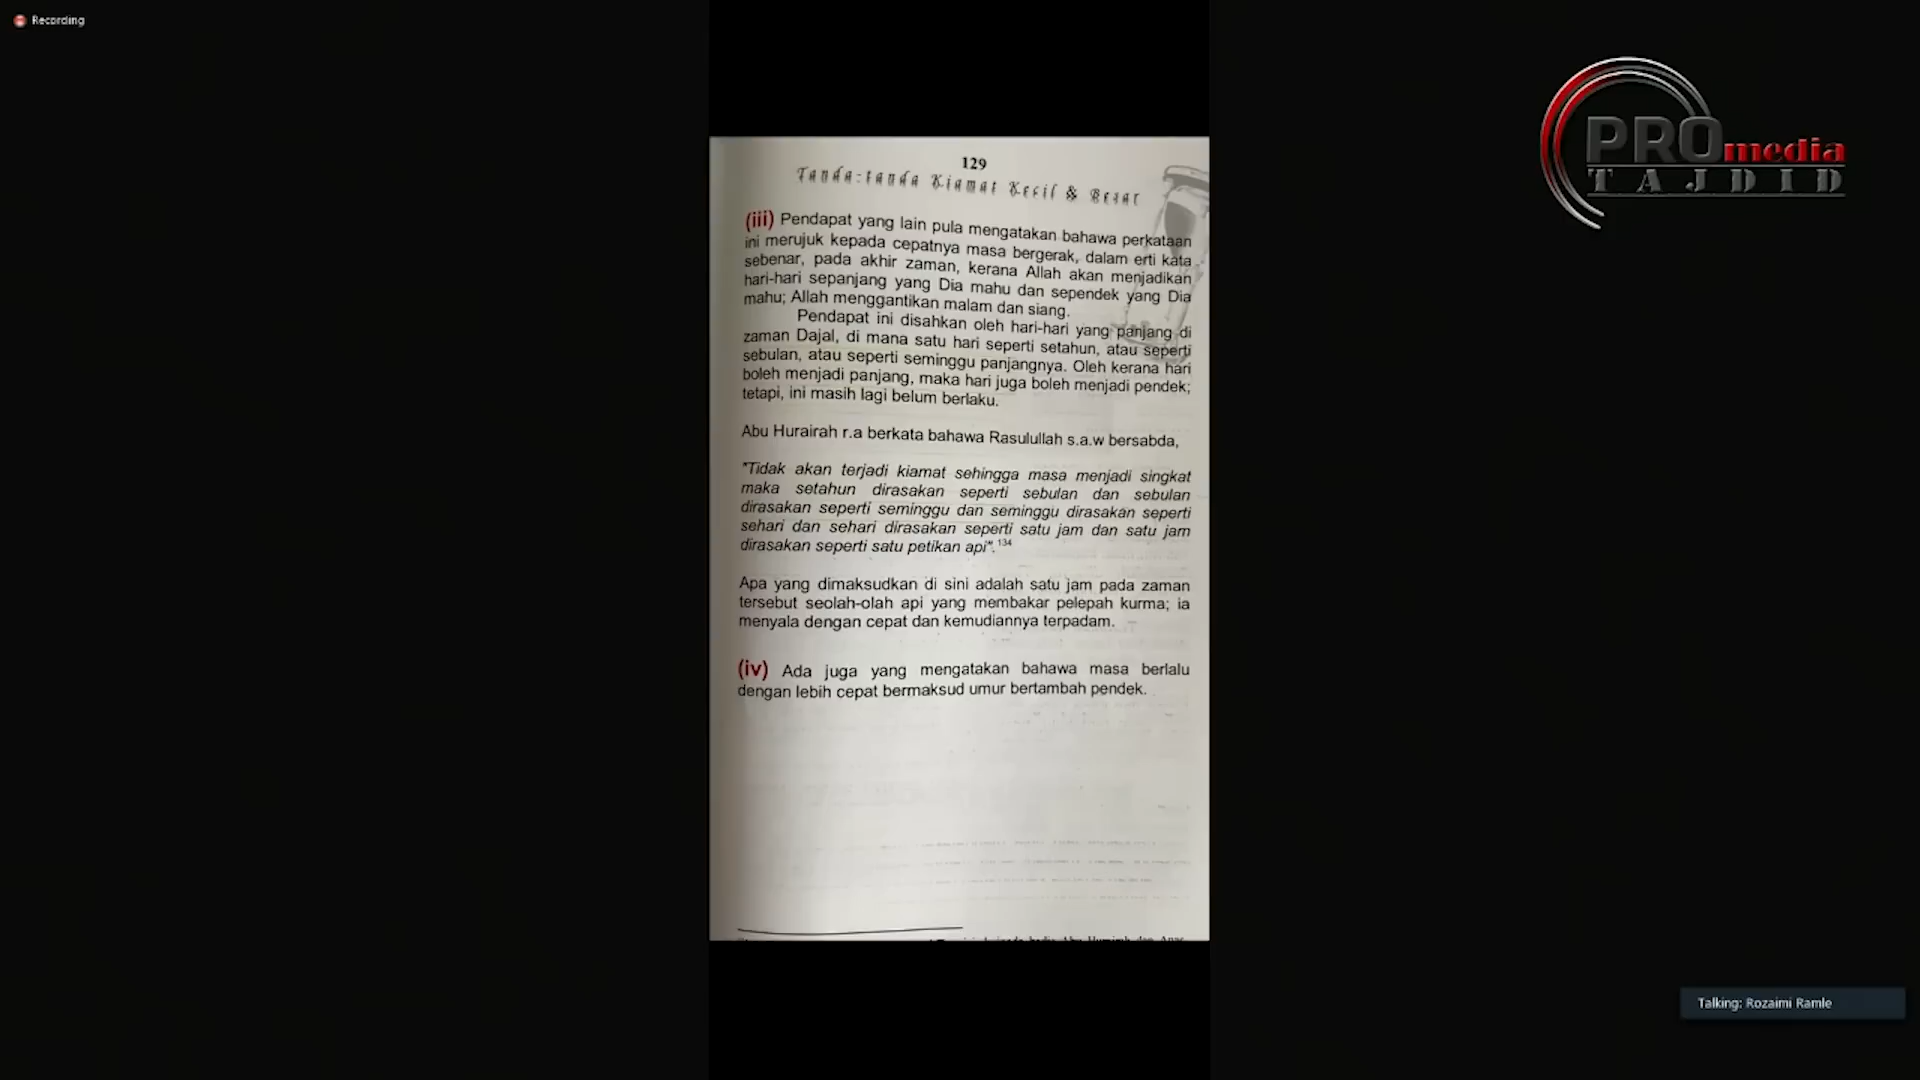 Recording
PROmedia
TAJDID
129
Tanda-tanda Kiamat Kecil & Besar
(iii) Pendapat yang lain pula mengatakan bahawa perkataan
ini merujuk kepada cepatnya masa bergerak, dalam erti kata
sebenar, pada akhir zaman, kerana Allah akan menjadikan
hari-hari sepanjang yang Dia mahu dan sependek yang Dia
mahu; Allah menggantikan malam dan siang.
Pendapat ini disahkan oleh hari-hari yang panjang di
zaman Dajal, di mana satu hari seperti setahun, atau seperti
sebulan, atau seperti seminggu panjangnya. Oleh kerana hari
boleh menjadi panjang, maka hari juga boleh menjadi pendek;
tetapi, ini masih lagi belum berlaku.
Abu Hurairah r.a berkata bahawa Rasulullah s.a.w bersabda,
"Tidak akan terjadi kiamat sehingga masa menjadi singkat
maka setahun dirasakan seperti sebulan dan sebulan
dirasakan seperti seminggu dan seminggu dirasakan seperti
sehari dan sehari dirasakan seperti satu jam dan satu jam
dirasakan seperti satu petikan api".134
Apa yang dimaksudkan di sini adalah satu jam pada zaman
tersebut seolah-olah api yang membakar pelepah kurma; ia
menyala dengan cepat dan kemudiannya terpadam.
(iv) Ada juga yang mengatakan bahawa masa berlalu
dengan lebih cepat bermaksud umur bertambah pendek.
Talking: Rozaimi Ramle